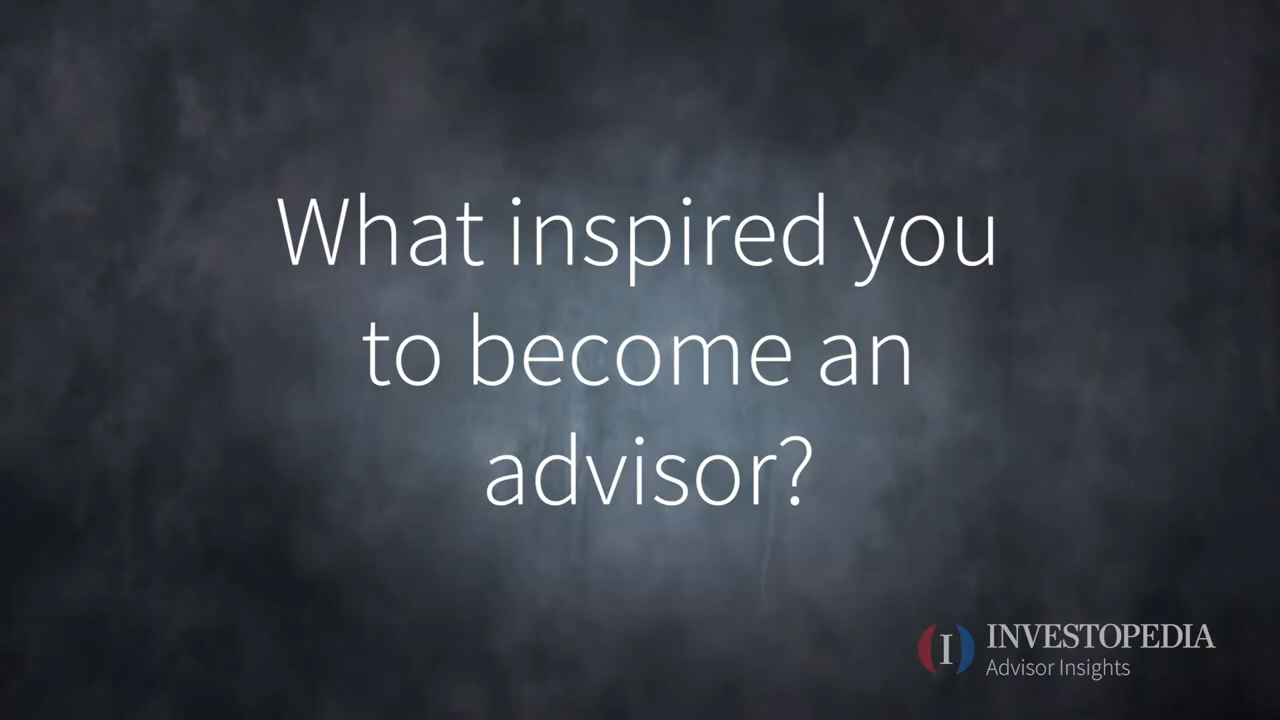 What inspired you
to become an
advisor?
I INVESTOPEDIA
Advisor Insights